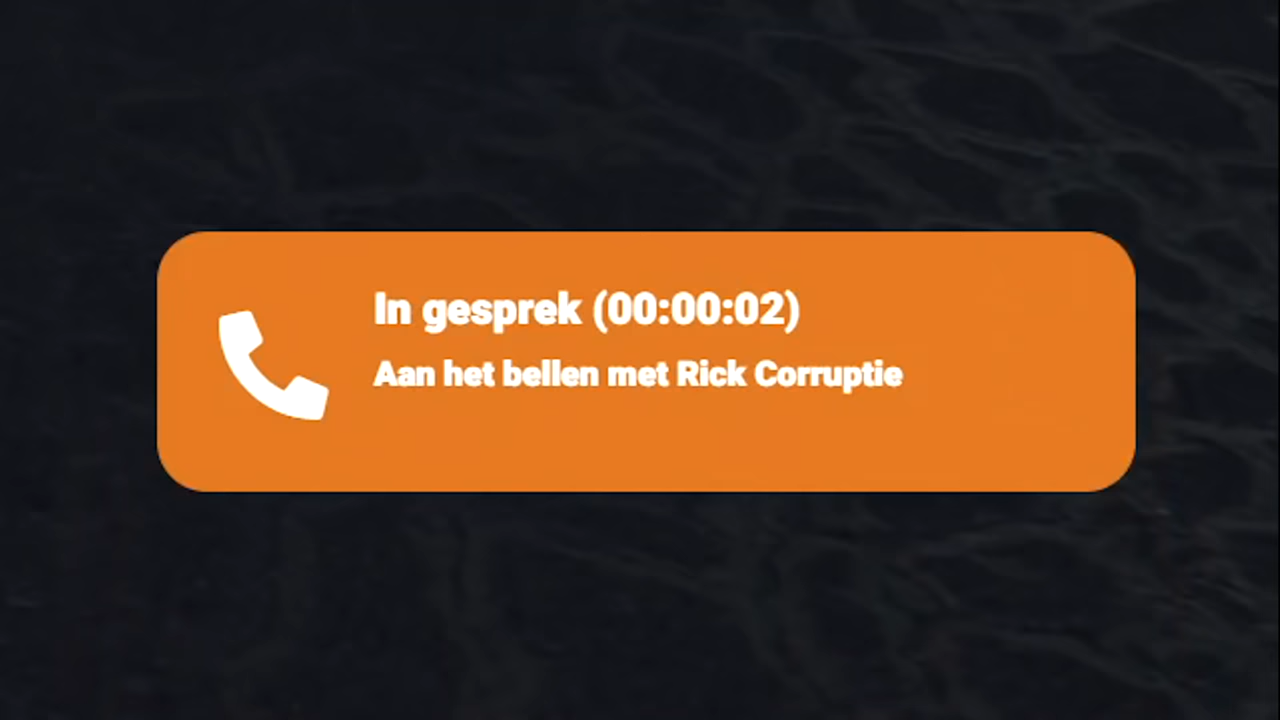 In gesprek (00:00:02)
Aan het bellen met Rick Corruptie